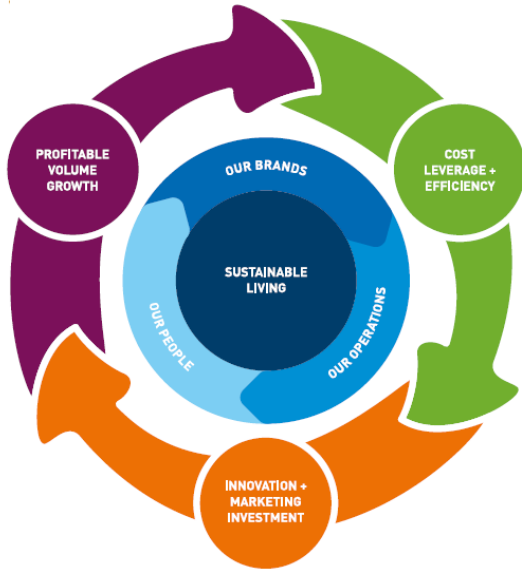 PROFITABLE
VOLUME
GROWTH
COST
LEVERAGE +
EFFICIENCY
OUR BRANDS
SUSTAINABLE
LIVING
OUR PEOPLE
OUR OPERATIONS
INNOVATION +
MARKETING
INVESTMENT